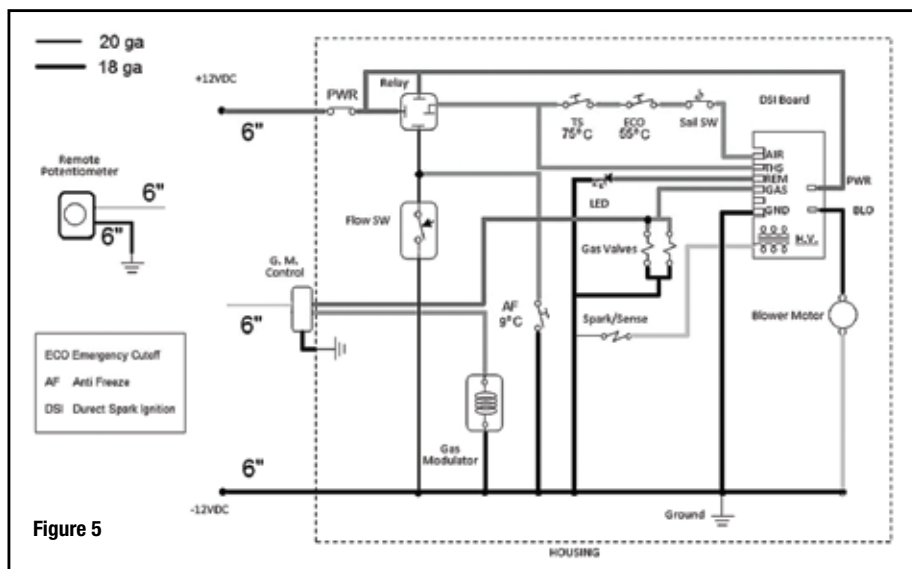 20 ga
18 ga
+12VDC
PWR
Relay
6"
TS
75°C
ECO
55°C
Sail SW
DSI Board
AIR
THS
REM
GAS
GND
PWR
BLO
H.V.
LED
Remote
Potentiometer
6"
6"
Flow SW
Gas Valves
G. M.
Control
6"
AF
9°C
Spark/Sense
Blower Motor
ECO Emergency Cutoff
AF Anti Freeze
DSI Durect Spark Ignition
Gas
Modulator
6"
-12VDC
Ground
Figure 5
HOUSING